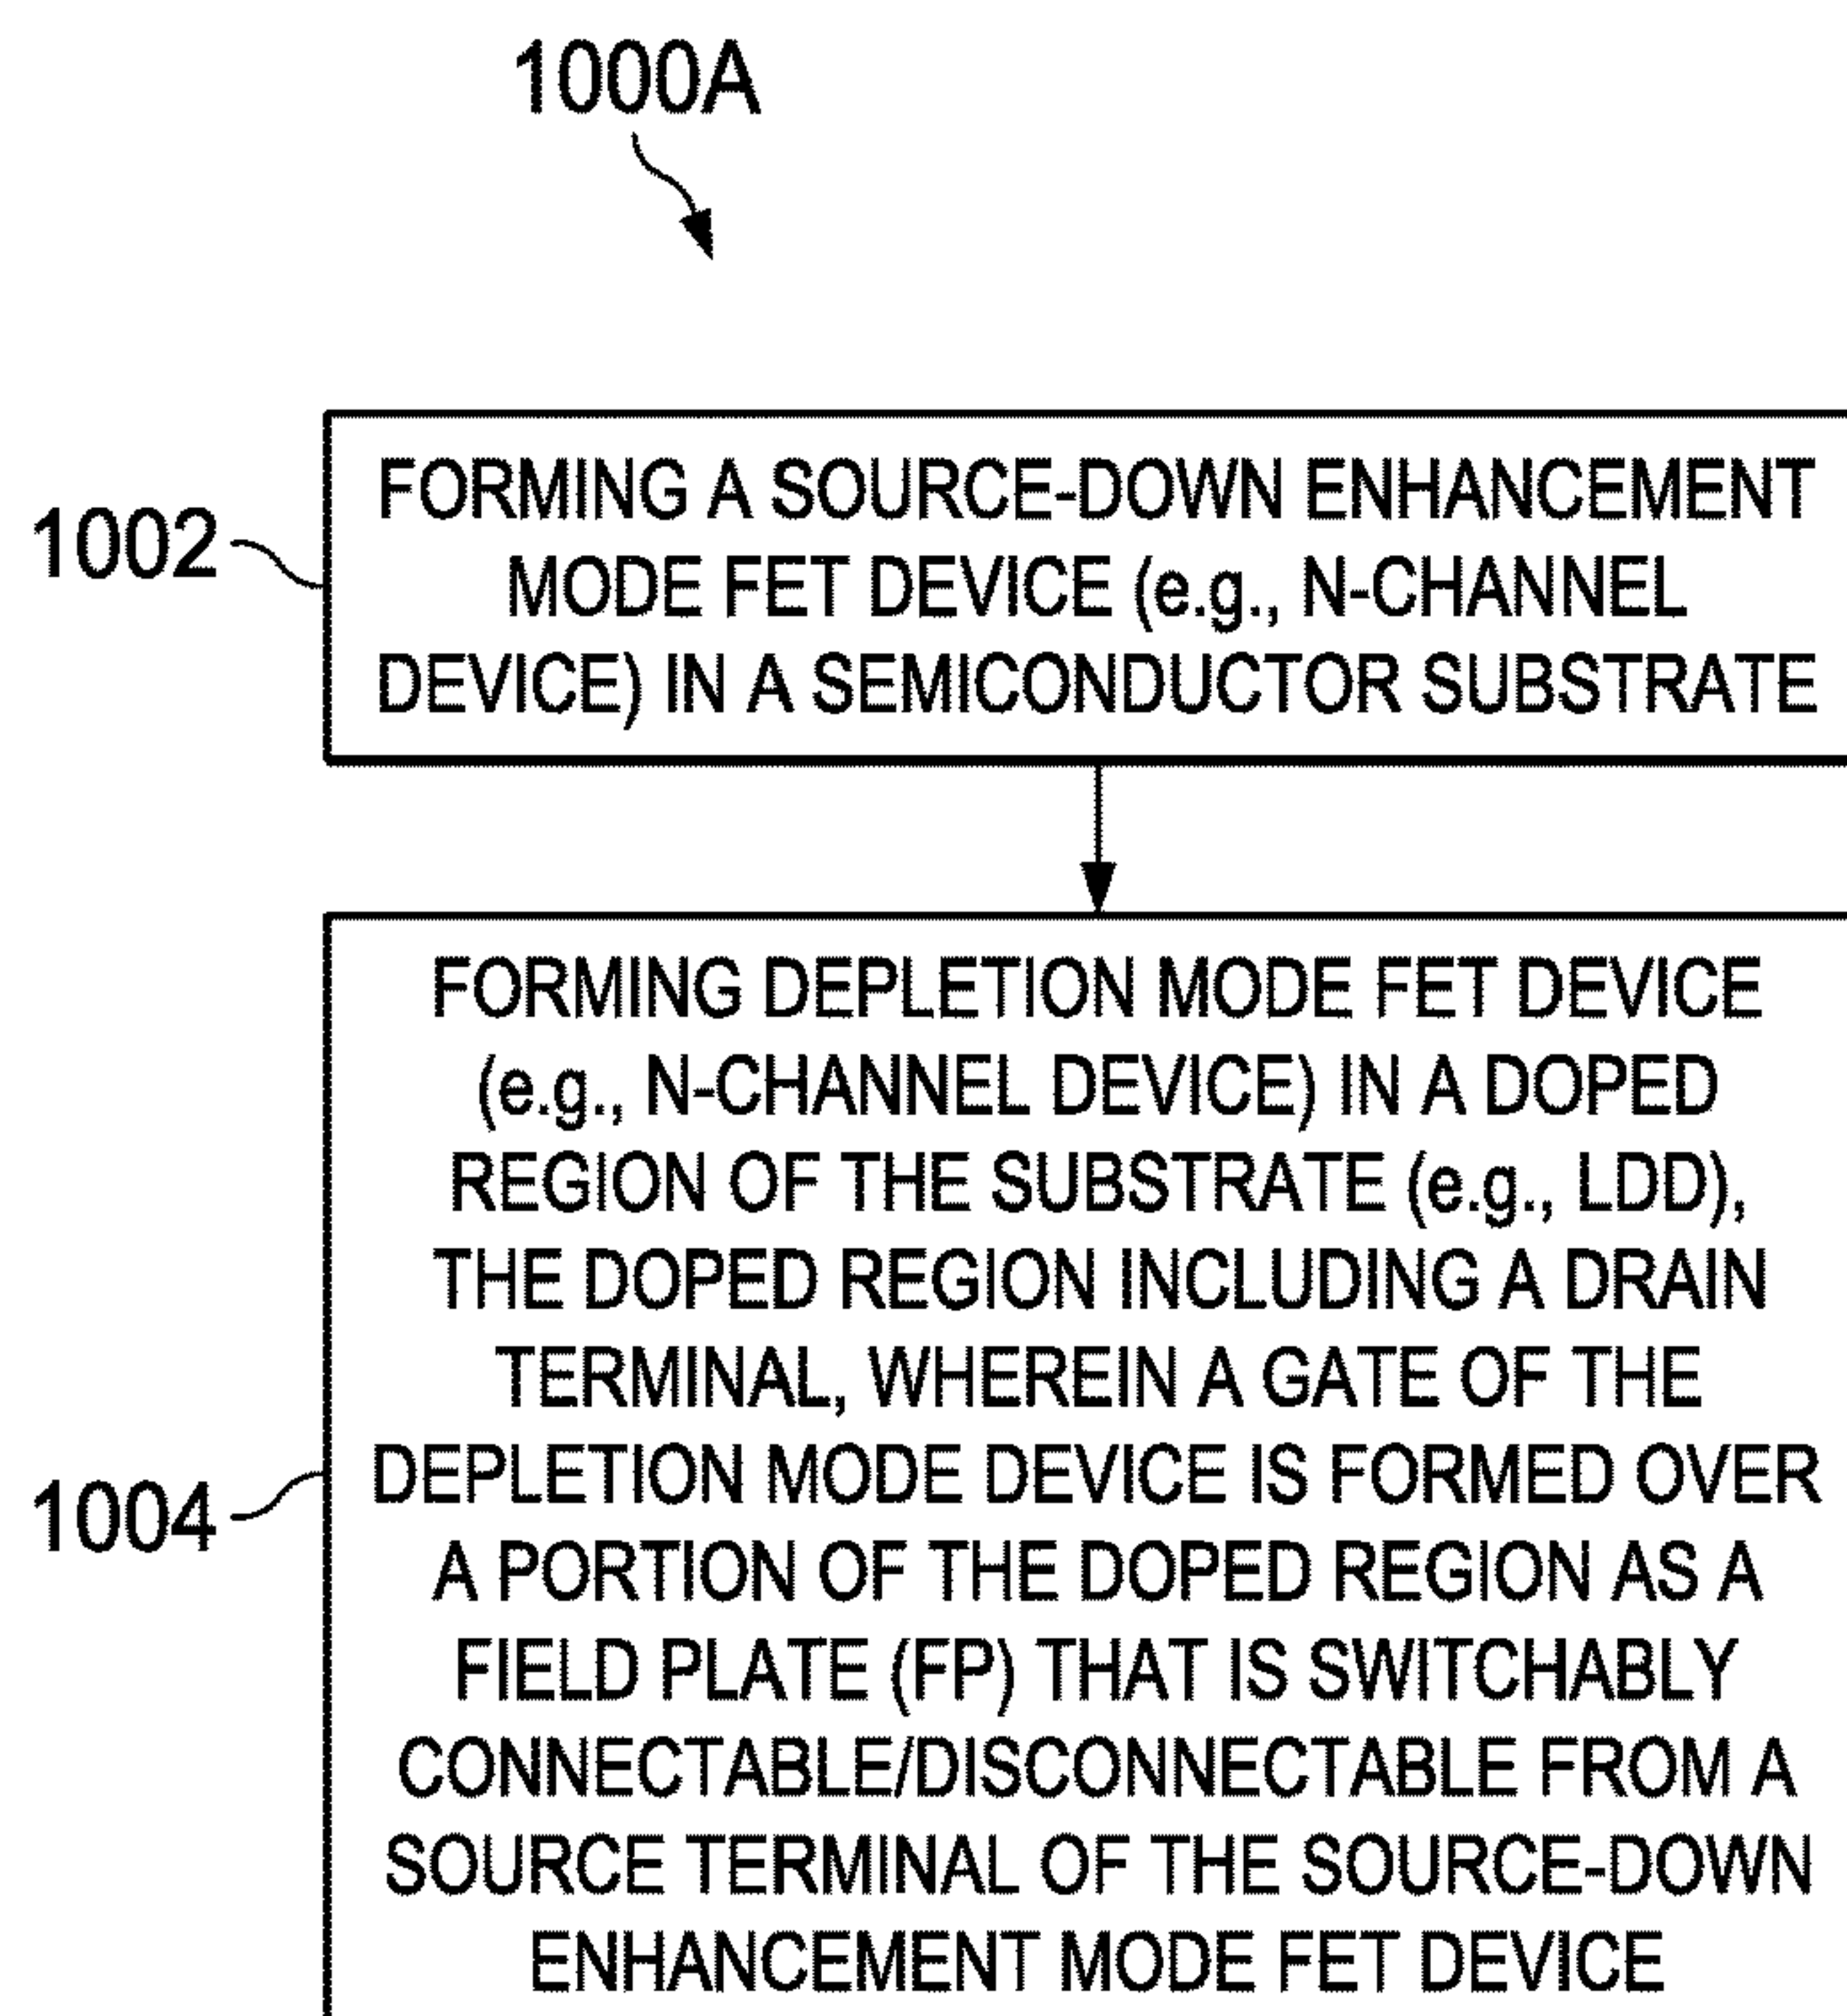 1000A
1002
FORMING A SOURCE-DOWN ENHANCEMENT
MODE FET DEVICE (e.g., N-CHANNEL
DEVICE) IN A SEMICONDUCTOR SUBSTRATE
1004
FORMING DEPLETION MODE FET DEVICE
(e.g., N-CHANNEL DEVICE) IN A DOPED
REGION OF THE SUBSTRATE (e.g., LDD),
THE DOPED REGION INCLUDING A DRAIN
TERMINAL, WHEREIN A GATE OF THE
DEPLETION MODE DEVICE IS FORMED OVER
A PORTION OF THE DOPED REGION AS A
FIELD PLATE (FP) THAT IS SWITCHABLY
CONNECTABLE/DISCONNECTABLE FROM A
SOURCE TERMINAL OF THE SOURCE-DOWN
ENHANCEMENT MODE FET DEVICE